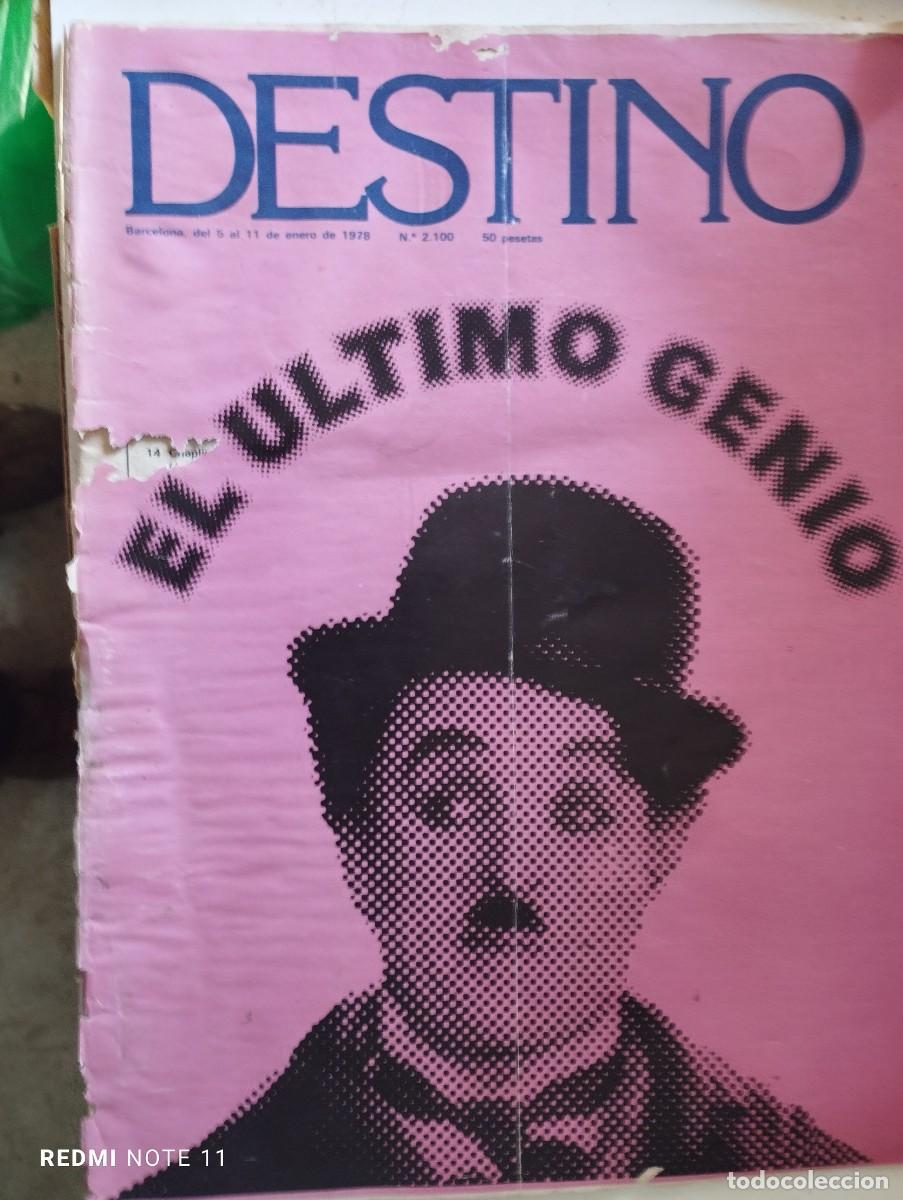 DESTINO
Barcelona, del 5 al 11 de enero de 1978 N.° 2.100 50 pesetas
EL ULTIMO GENIO
14
REDMI NOTE 11
todocoleccion